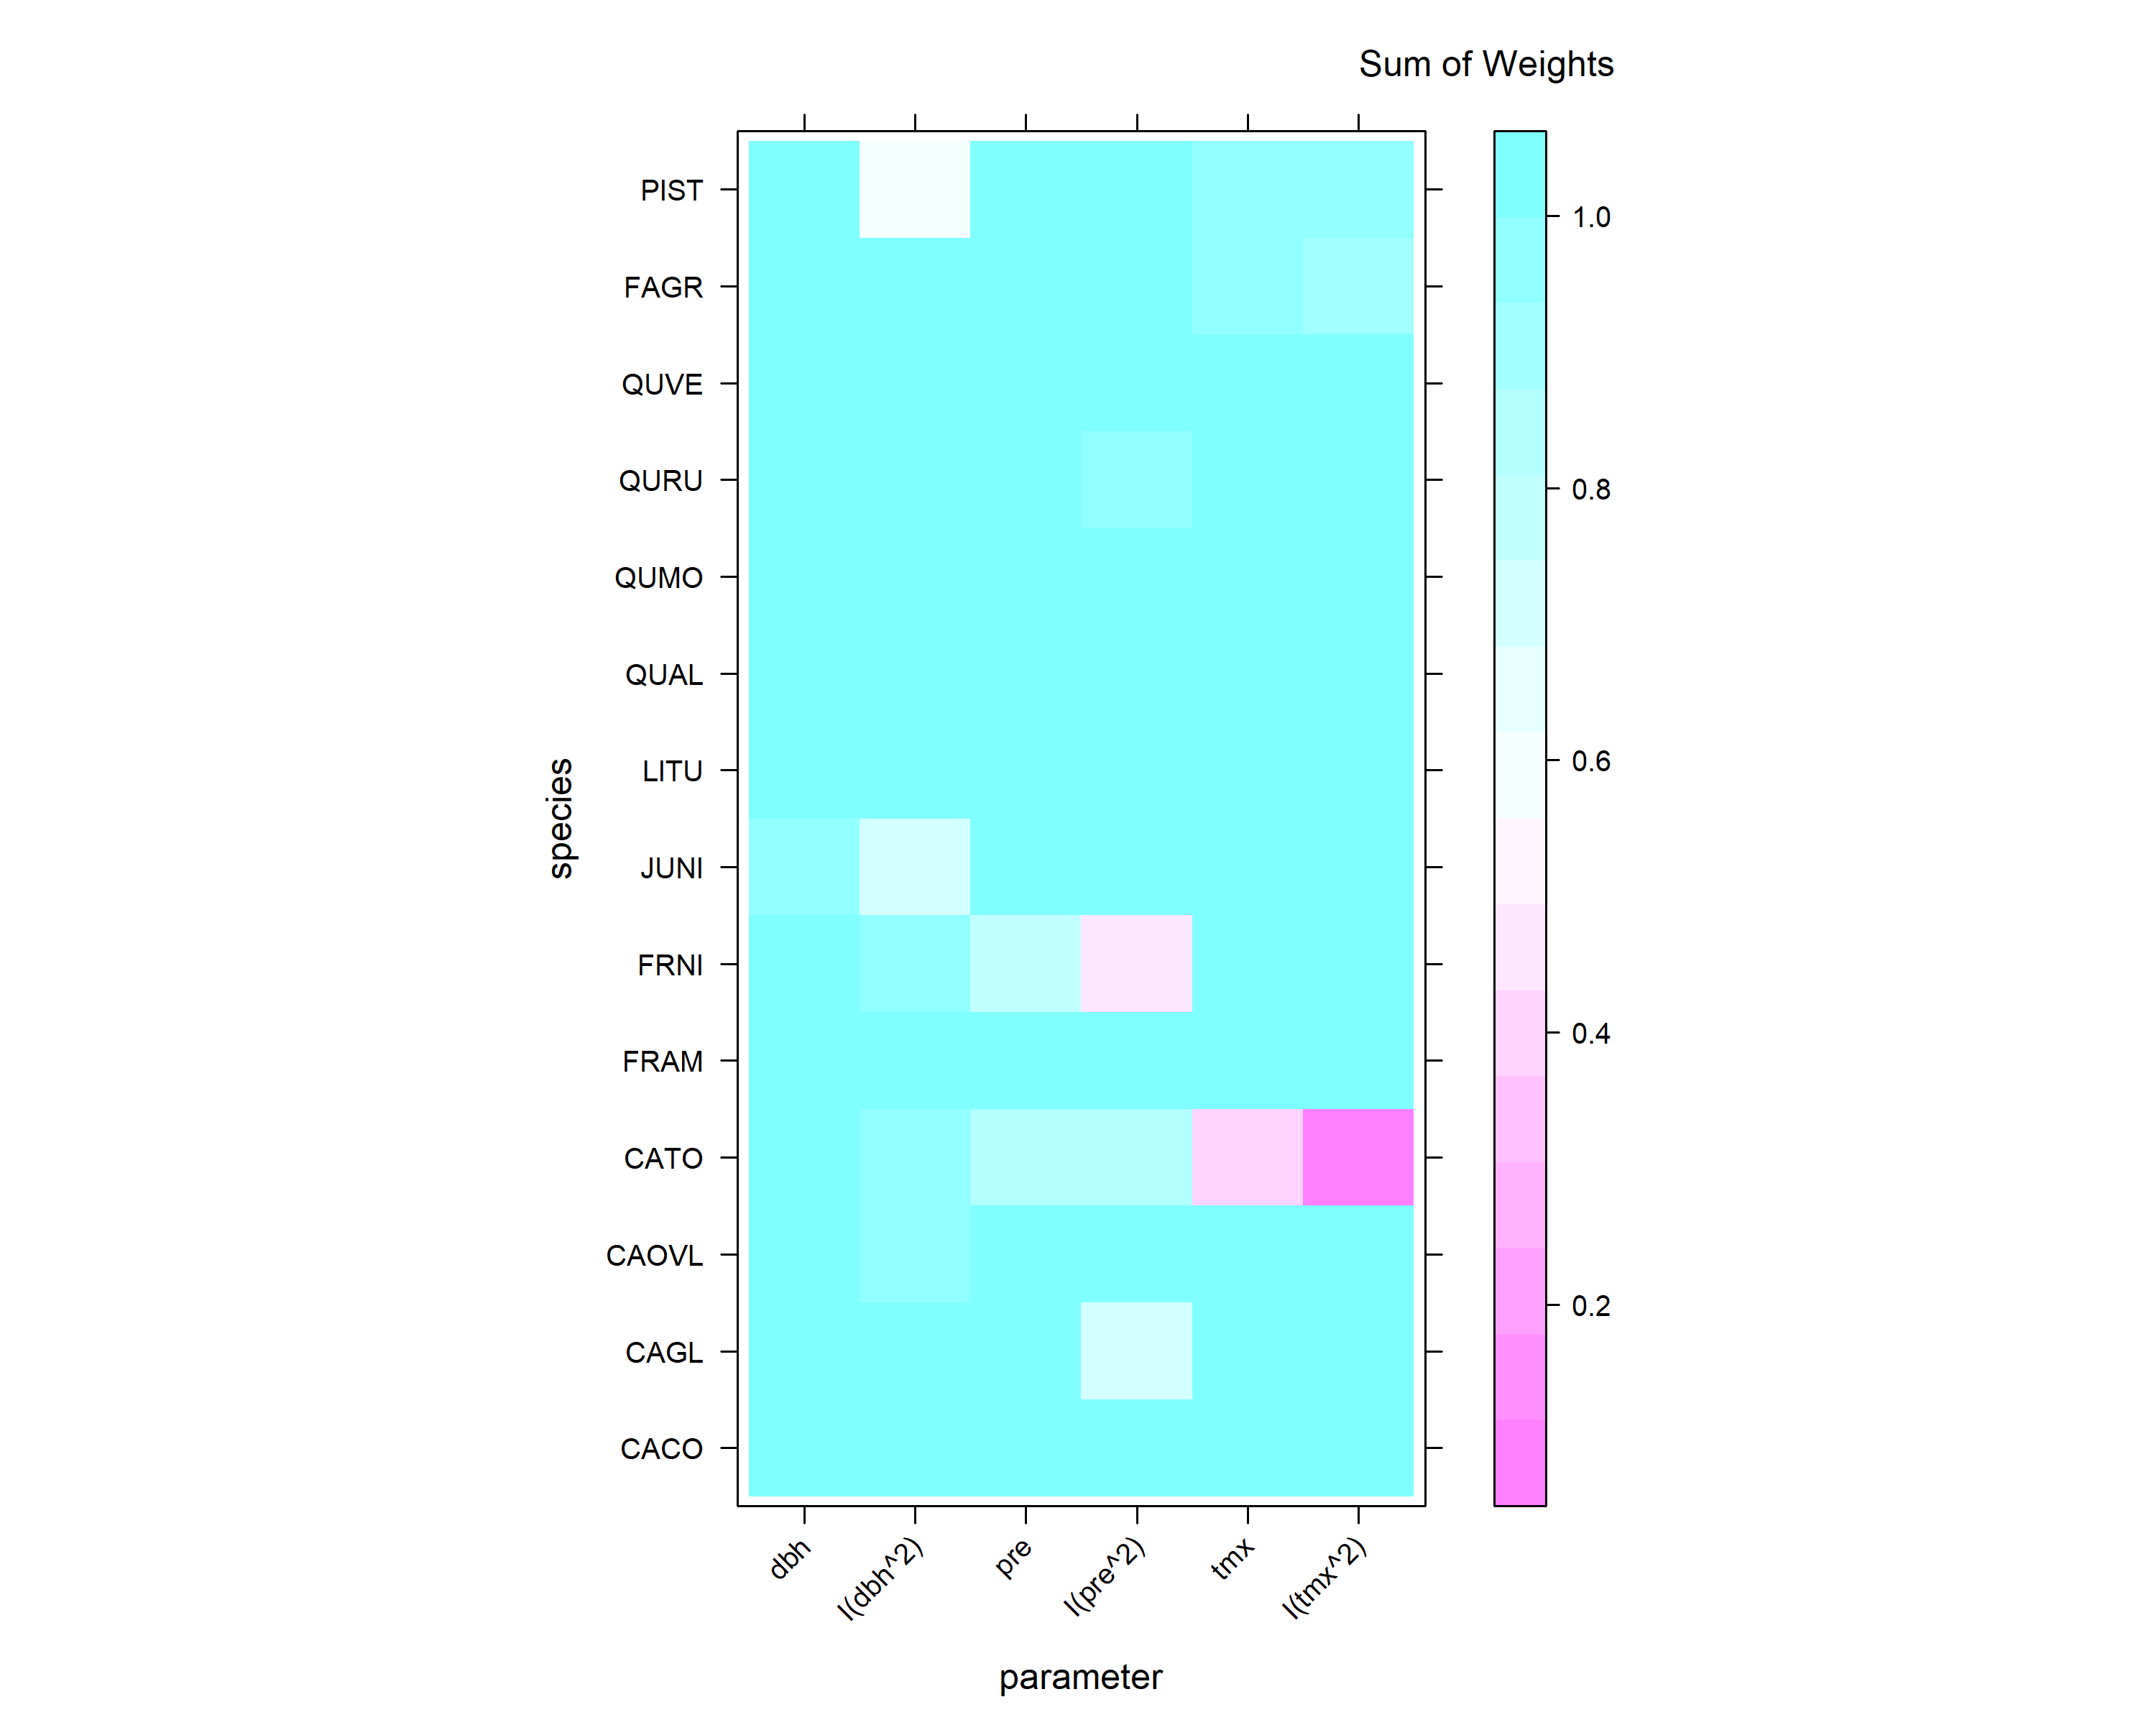 Sum of Weights
PIST
FAGR
QUVE
QURU
QUMO
QUAL
LITU
JUNI
FRNI
FRAM
CATO
CAOVL
CAGL
CACO
species
1.0
0.8
0.6
0.4
0.2
dbh
I(dbh^2)
pre
I(pre^2)
tmx
I(tmx^2)
parameter